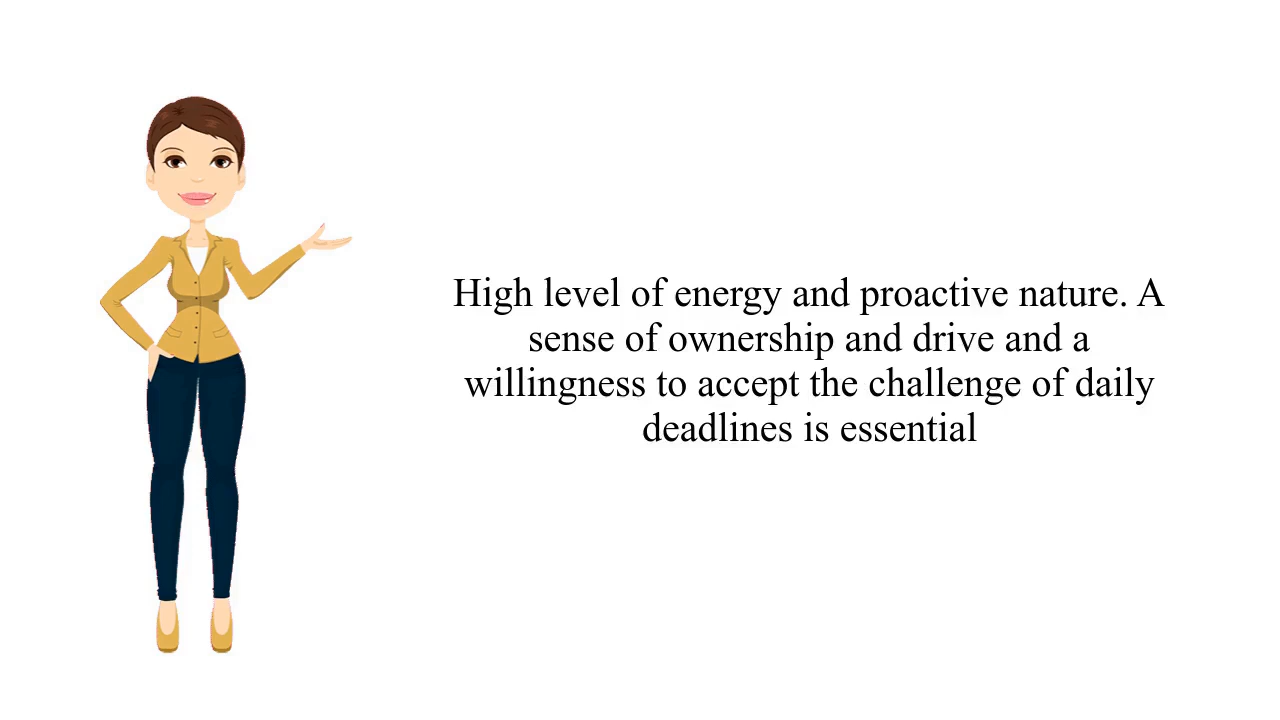 High level of energy and proactive nature. A
sense of ownership and drive and a
willingness to accept the challenge of daily
deadlines is essential